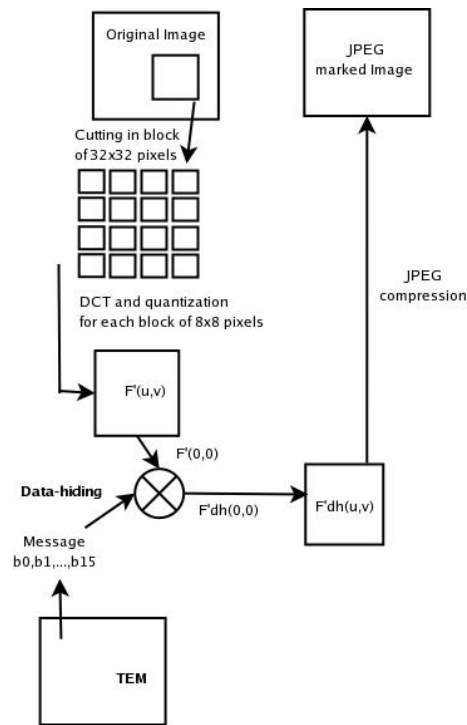 Original Image
JPEG
marked Image
Cutting in block
of 32x32 pixels
JPEG
compression
DCT and quantization
for each block of 8x8 pixels
F'(u,v)
F'(0,0)
Data-hiding
F'dh(0,0)
F'dh(u,v)
Message
b0,b1,...,b15
TEM